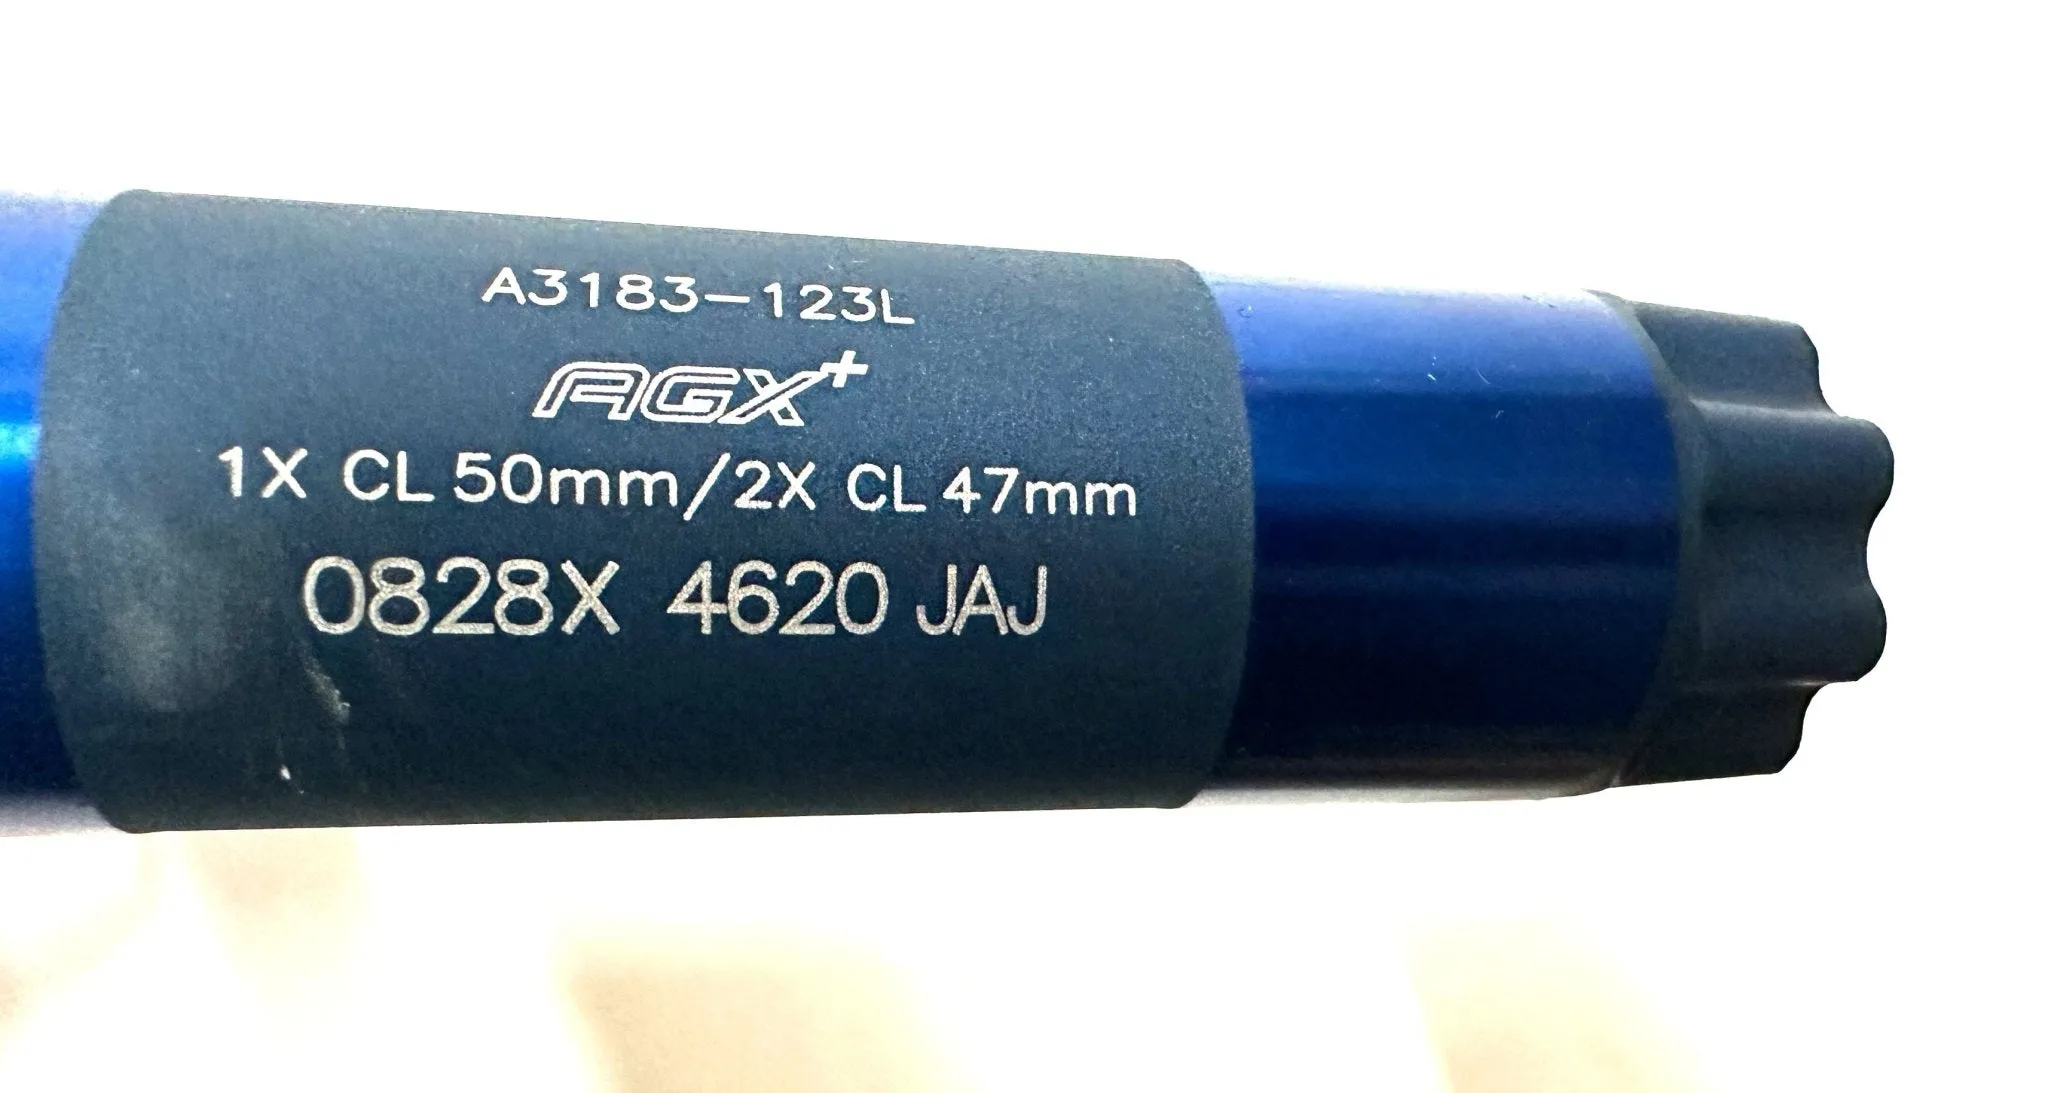 A3183-123L
AGX+
1X CL 50mm/2X CL 47mm
0828X 4620 JAJ